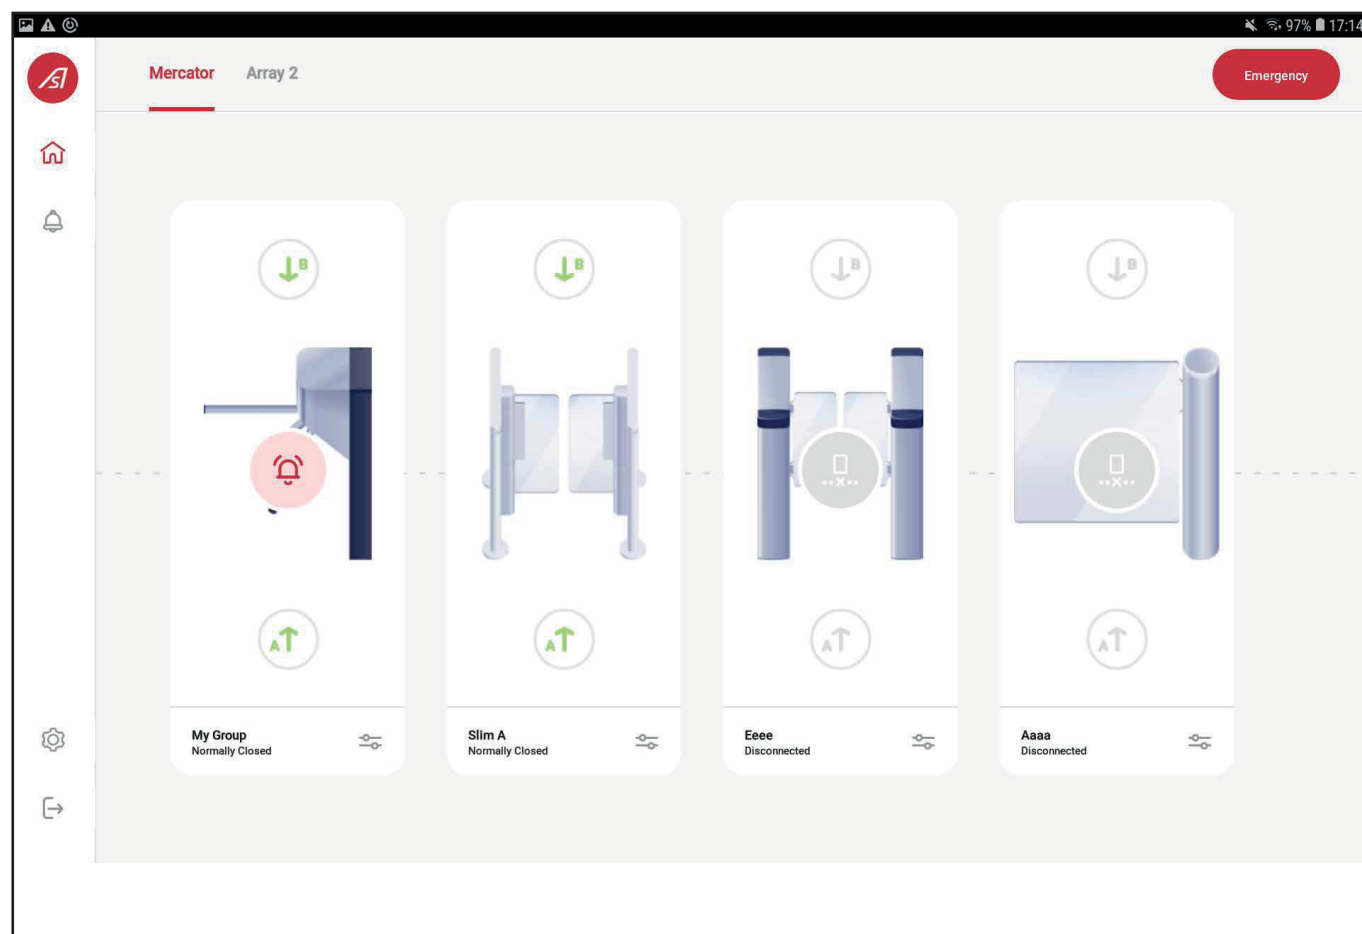 97% 17:14
Mercator Array 2
Emergency
B B B B
A A A A
My Group
Normally Closed
Slim A
Normally Closed
Eeee
Disconnected
Aaaa
Disconnected